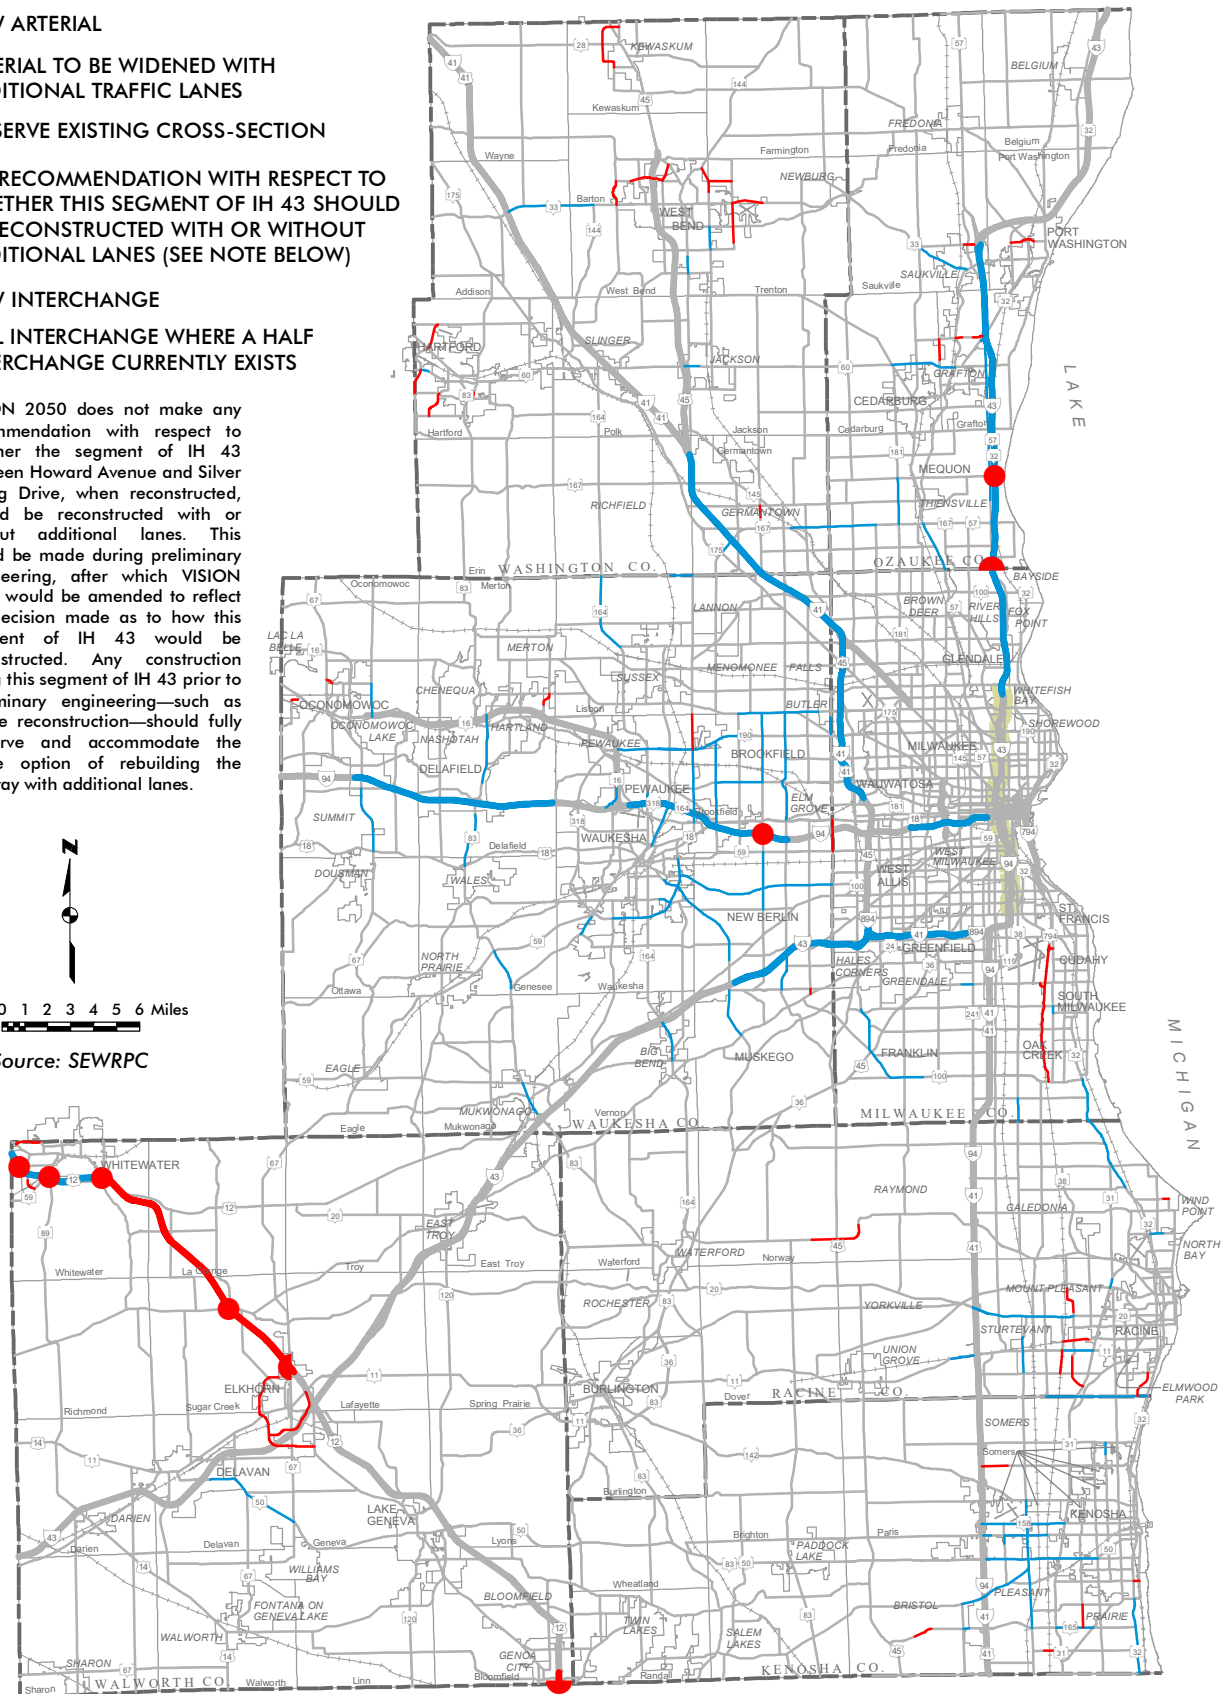 V ARTERIAL
ERIAL TO BE WIDENED WITH
DITIONAL TRAFFIC LANES
SERVE EXISTING CROSS-SECTION
RECOMMENDATION WITH RESPECT TO
ETHER THIS SEGMENT OF IH 43 SHOULD
RECONSTRUCTED WITH OR WITHOUT
DITIONAL LANES (SEE NOTE BELOW)
V INTERCHANGE
L INTERCHANGE WHERE A HALF
ERCHANGE CURRENTLY EXISTS
ON 2050 does not make any
mmendation with respect to
her the segment of IH 43
een Howard Avenue and Silver
g Drive, when reconstructed,
d be reconstructed with or
ut additional lanes. This
d be made during preliminary
eering, after which VISION
would be amended to reflect
ecision made as to how this
ent of IH 43 would be
structed. Any construction
g this segment of IH 43 prior to
minary engineering—such as
e reconstruction—should fully
erve and accommodate the
e option of rebuilding the
ay with additional lanes.
N
0 1 2 3 4 5 6 Miles
Source: SEWRPC
KEWASKUM
Kewaskum
BELGIUM
FREDONIA
Fredonia
Belgium
Port Washington
Wayne
Farmington
NEWBURG
Barton
WEST
BEND
PORT
WASHINGTON
SAUKVILLE
Saukville
Addison
West Bend
Trenton
HARTFORD
SLINGER
JACKSON
GRAFTON
CEDARBURG
Grafton
Hartford
Polk
Jackson
Cedarburg
Germantown
MEQUON
RICHFIELD
GERMANTOWN
THIENSVILLE
LAKE
MICHIGAN
Erin
WASHINGTON CO.
OZAUKEE CO.
Oconomowoc
Merton
BAYSIDE
LANNON
BROWN
DEER
RIVER
HILLS
FOX
POINT
LAC LA
BELLE
MERTON
SUSSEX
MENOMONEE FALLS
GLENDALE
CHENEQUA
OCONOMOWOC
OCONOMOWOC
LAKE
Lisbon
HARTLAND
NASHOTAH
PEWAUKEE
BUTLER
WHITEFISH
BAY
SHOREWOOD
BROOKFIELD
MILWAUKEE
DELAFIELD
PEWAUKEE
ELM
GROVE
WAUWATOSA
Brookfield
SUMMIT
WAUKESHA
Delafield
DOUSMAN
WALES
WEST
MILWAUKEE
WEST
ALLIS
NEW BERLIN
ST.
FRANCIS
NORTH
PRAIRIE
GREENFIELD
HALES
CORNERS
GREENDALE
CUDAHY
Ottawa
Genesee
Waukesha
SOUTH
MILWAUKEE
EAGLE
BIG
BEND
MUSKEGO
FRANKLIN
OAK
CREEK
MUKWONAGO
Eagle
Mukwonago
Vernon
WAUKESHA CO.
MILWAUKEE CO.
WHITEWATER
RAYMOND
CALEDONIA
WIND
POINT
EAST
TROY
WATERFORD
Norway
NORTH
BAY
Whitewater
La Grange
Troy
East Troy
Waterford
ROCHESTER
YORKVILLE
MOUNT PLEASANT
STURTEVANT
RACINE
UNION
GROVE
ELKHORN
BURLINGTON
Dover
RACINE CO.
ELMWOOD
PARK
Richmond
Sugar Creek
Lafayette
Spring Prairie
SOMERS
Somers
DELAVAN
Burlington
DARIEN
LAKE
GENEVA
KENOSHA
Darien
Delavan
Geneva
Lyons
Brighton
Paris
PADDOCK
LAKE
WILLIAMS
BAY
Wheatland
BLOOMFIELD
FONTANA ON
GENEVA LAKE
TWIN
LAKES
SALEM
LAKES
BRISTOL
PLEASANT
PRAIRIE
WALWORTH
GENOA
CITY
SHARON
Sharon
WALWORTH CO.
Walworth
Linn
Bloomfield
Randall
KENOSHA CO.